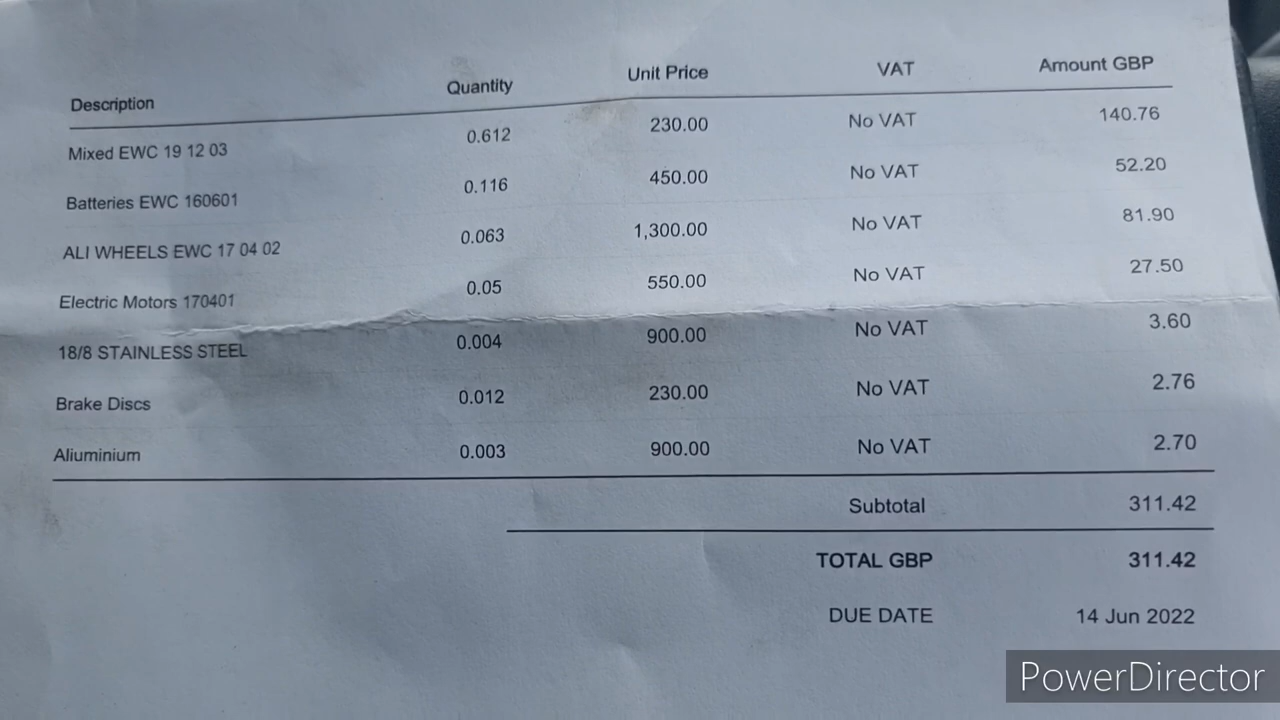 Description Quantity Unit Price VAT Amount GBP
Mixed EWC 19 12 03 0.612 230.00 No VAT 140.76
Batteries EWC 160601 0.116 450.00 No VAT 52.20
ALI WHEELS EWC 17 04 02 0.063 1,300.00 No VAT 81.90
Electric Motors 170401 0.05 550.00 No VAT 27.50
18/8 STAINLESS STEEL 0.004 900.00 No VAT 3.60
Brake Discs 0.012 230.00 No VAT 2.76
Aliuminium 0.003 900.00 No VAT 2.70
Subtotal 311.42
TOTAL GBP 311.42
DUE DATE 14 Jun 2022
PowerDirector